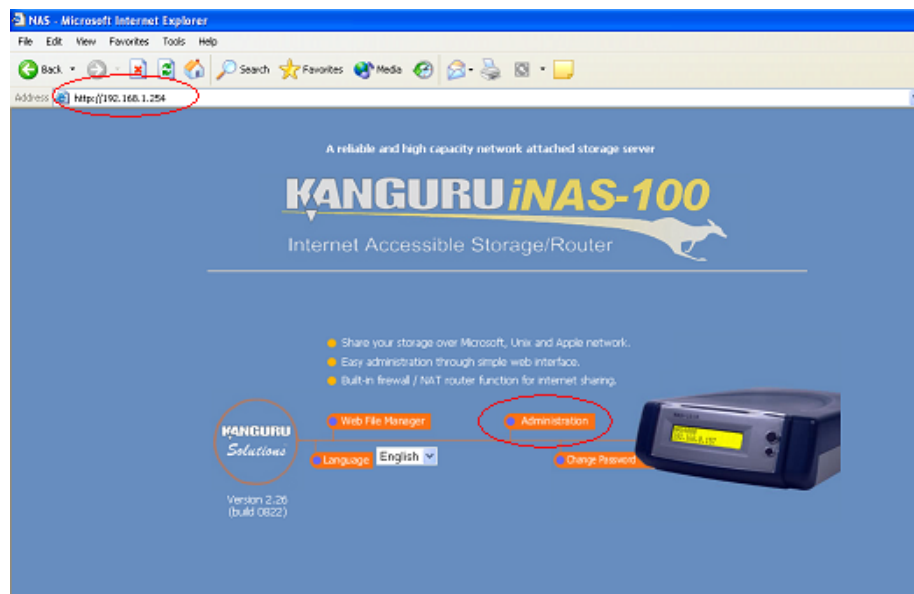 NAS - Microsoft Internet Explorer
File Edit View Favorites Tools Help
Back Search Favorites Media
Address http://192.168.1.254
A reliable and high capacity network attached storage server
KANGURU iNAS-100
Internet Accessible Storage/Router
Share your storage over Microsoft, Unix and Apple network.
Easy administration through simple web interface.
Built-in firewall / NAT router function for internet sharing.
Web File Manager Administration
KANGURU
Solutions
Language English Change Password
Version 2.26
(build 0822)